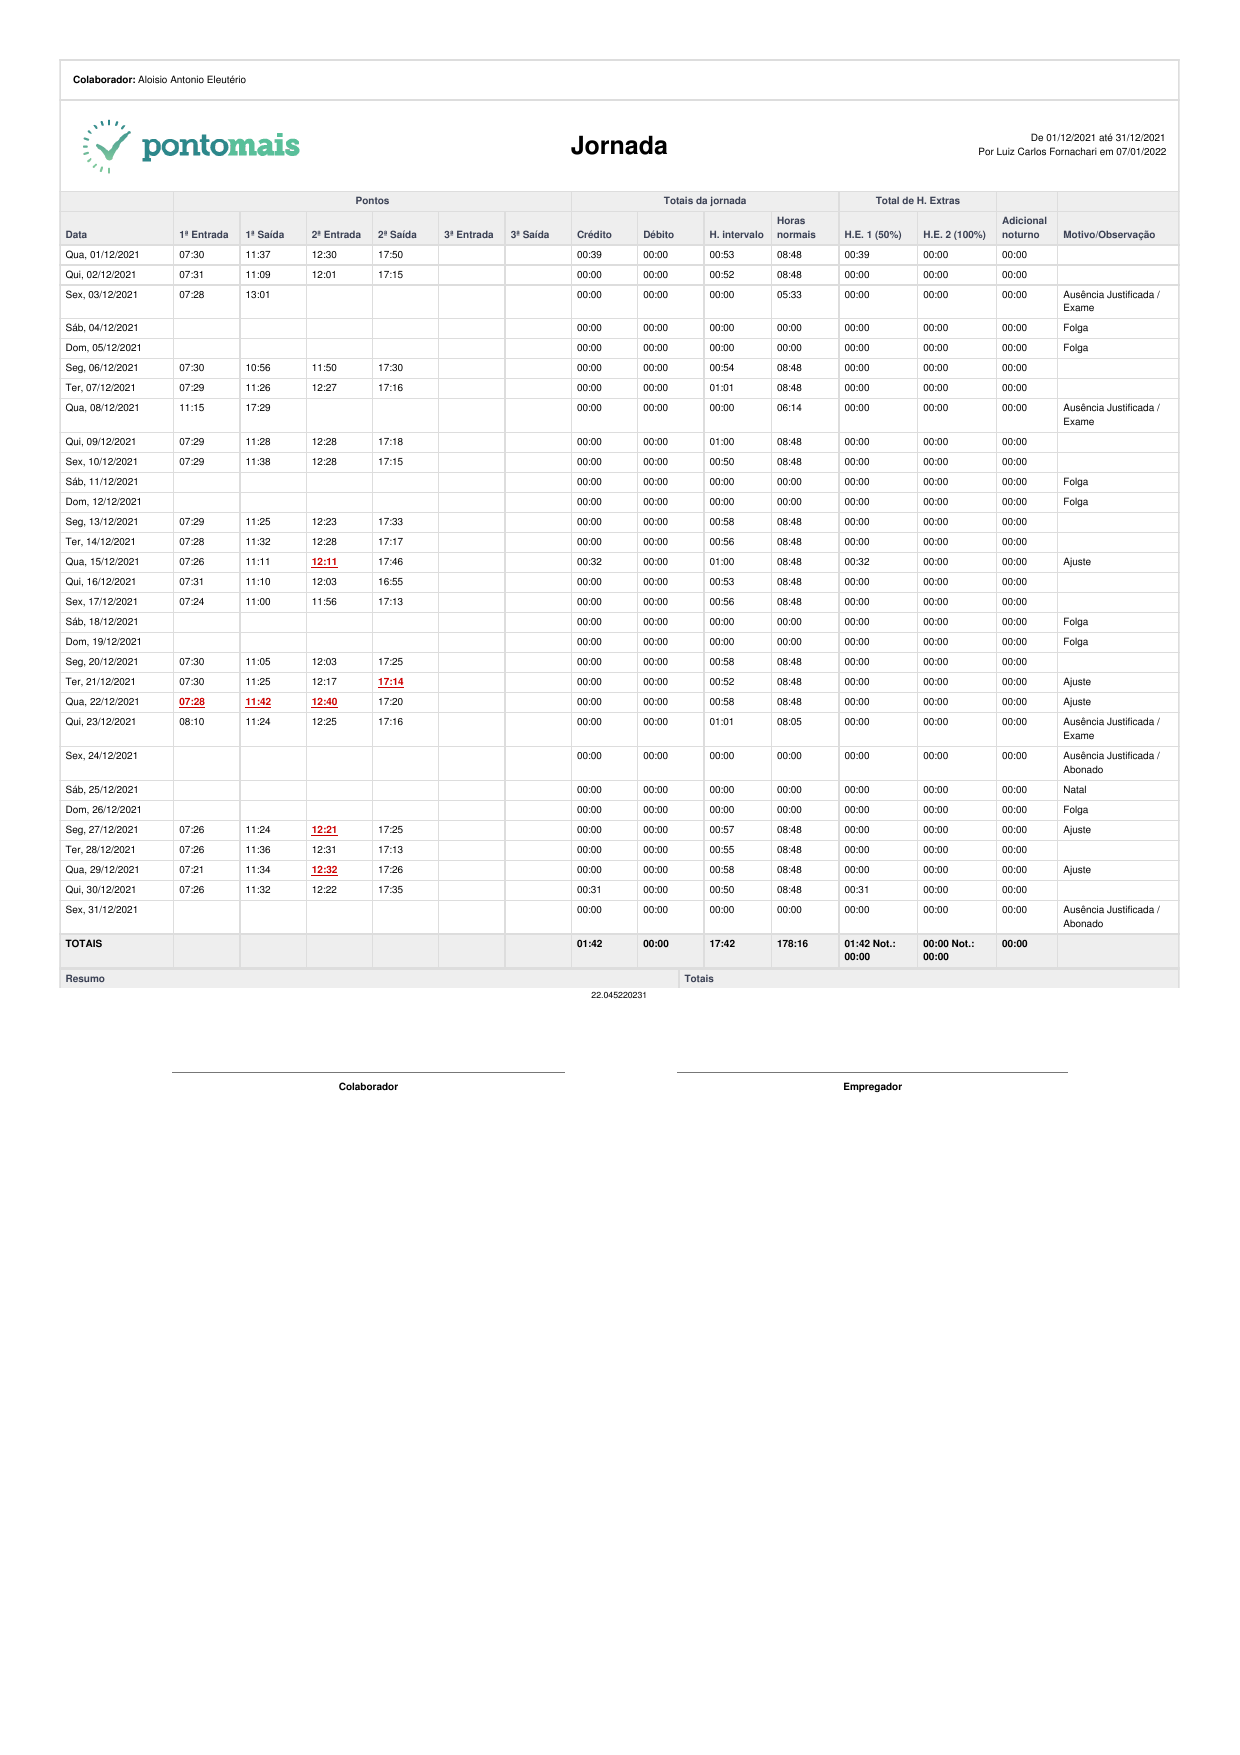 Colaborador: Aloisio Antonio Eleutério
pontomais
Jornada
De 01/12/2021 até 31/12/2021
Por Luiz Carlos Fornachari em 07/01/2022
Pontos Totais da jornada Total de H. Extras
Data 1ª Entrada 1ª Saída 2ª Entrada 2ª Saída 3ª Entrada 3ª Saída Crédito Débito H. intervalo Horas normais H.E. 1 (50%) H.E. 2 (100%) Adicional noturno Motivo/Observação
Qua, 01/12/2021 07:30 11:37 12:30 17:50 00:39 00:00 00:53 08:48 00:39 00:00 00:00
Qui, 02/12/2021 07:31 11:09 12:01 17:15 00:00 00:00 00:52 08:48 00:00 00:00 00:00
Sex, 03/12/2021 07:28 13:01 00:00 00:00 00:00 05:33 00:00 00:00 00:00 Ausência Justificada /
Exame
Sáb, 04/12/2021 00:00 00:00 00:00 00:00 00:00 00:00 00:00 Folga
Dom, 05/12/2021 00:00 00:00 00:00 00:00 00:00 00:00 00:00 Folga
Seg, 06/12/2021 07:30 10:56 11:50 17:30 00:00 00:00 00:54 08:48 00:00 00:00 00:00
Ter, 07/12/2021 07:29 11:26 12:27 17:16 00:00 00:00 01:01 08:48 00:00 00:00 00:00
Qua, 08/12/2021 11:15 17:29 00:00 00:00 00:00 06:14 00:00 00:00 00:00 Ausência Justificada /
Exame
Qui, 09/12/2021 07:29 11:28 12:28 17:18 00:00 00:00 01:00 08:48 00:00 00:00 00:00
Sex, 10/12/2021 07:29 11:38 12:28 17:15 00:00 00:00 00:50 08:48 00:00 00:00 00:00
Sáb, 11/12/2021 00:00 00:00 00:00 00:00 00:00 00:00 00:00 Folga
Dom, 12/12/2021 00:00 00:00 00:00 00:00 00:00 00:00 00:00 Folga
Seg, 13/12/2021 07:29 11:25 12:23 17:33 00:00 00:00 00:58 08:48 00:00 00:00 00:00
Ter, 14/12/2021 07:28 11:32 12:28 17:17 00:00 00:00 00:56 08:48 00:00 00:00 00:00
Qua, 15/12/2021 07:26 11:11 12:11 17:46 00:32 00:00 01:00 08:48 00:32 00:00 00:00 Ajuste
Qui, 16/12/2021 07:31 11:10 12:03 16:55 00:00 00:00 00:53 08:48 00:00 00:00 00:00
Sex, 17/12/2021 07:24 11:00 11:56 17:13 00:00 00:00 00:56 08:48 00:00 00:00 00:00
Sáb, 18/12/2021 00:00 00:00 00:00 00:00 00:00 00:00 00:00 Folga
Dom, 19/12/2021 00:00 00:00 00:00 00:00 00:00 00:00 00:00 Folga
Seg, 20/12/2021 07:30 11:05 12:03 17:25 00:00 00:00 00:58 08:48 00:00 00:00 00:00
Ter, 21/12/2021 07:30 11:25 12:17 17:14 00:00 00:00 00:52 08:48 00:00 00:00 00:00 Ajuste
Qua, 22/12/2021 07:28 11:42 12:40 17:20 00:00 00:00 00:58 08:48 00:00 00:00 00:00 Ajuste
Qui, 23/12/2021 08:10 11:24 12:25 17:16 00:00 00:00 01:01 08:05 00:00 00:00 00:00 Ausência Justificada /
Exame
Sex, 24/12/2021 00:00 00:00 00:00 00:00 00:00 00:00 00:00 Ausência Justificada /
Abonado
Sáb, 25/12/2021 00:00 00:00 00:00 00:00 00:00 00:00 00:00 Natal
Dom, 26/12/2021 00:00 00:00 00:00 00:00 00:00 00:00 00:00 Folga
Seg, 27/12/2021 07:26 11:24 12:21 17:25 00:00 00:00 00:57 08:48 00:00 00:00 00:00 Ajuste
Ter, 28/12/2021 07:26 11:36 12:31 17:13 00:00 00:00 00:55 08:48 00:00 00:00 00:00
Qua, 29/12/2021 07:21 11:34 12:32 17:26 00:00 00:00 00:58 08:48 00:00 00:00 00:00 Ajuste
Qui, 30/12/2021 07:26 11:32 12:22 17:35 00:31 00:00 00:50 08:48 00:31 00:00 00:00
Sex, 31/12/2021 00:00 00:00 00:00 00:00 00:00 00:00 00:00 Ausência Justificada /
Abonado
TOTAIS 01:42 00:00 17:42 178:16 01:42 Not.: 00:00 Not.: 00:00
00:00 00:00
Resumo Totais
22.045220231
Colaborador Empregador